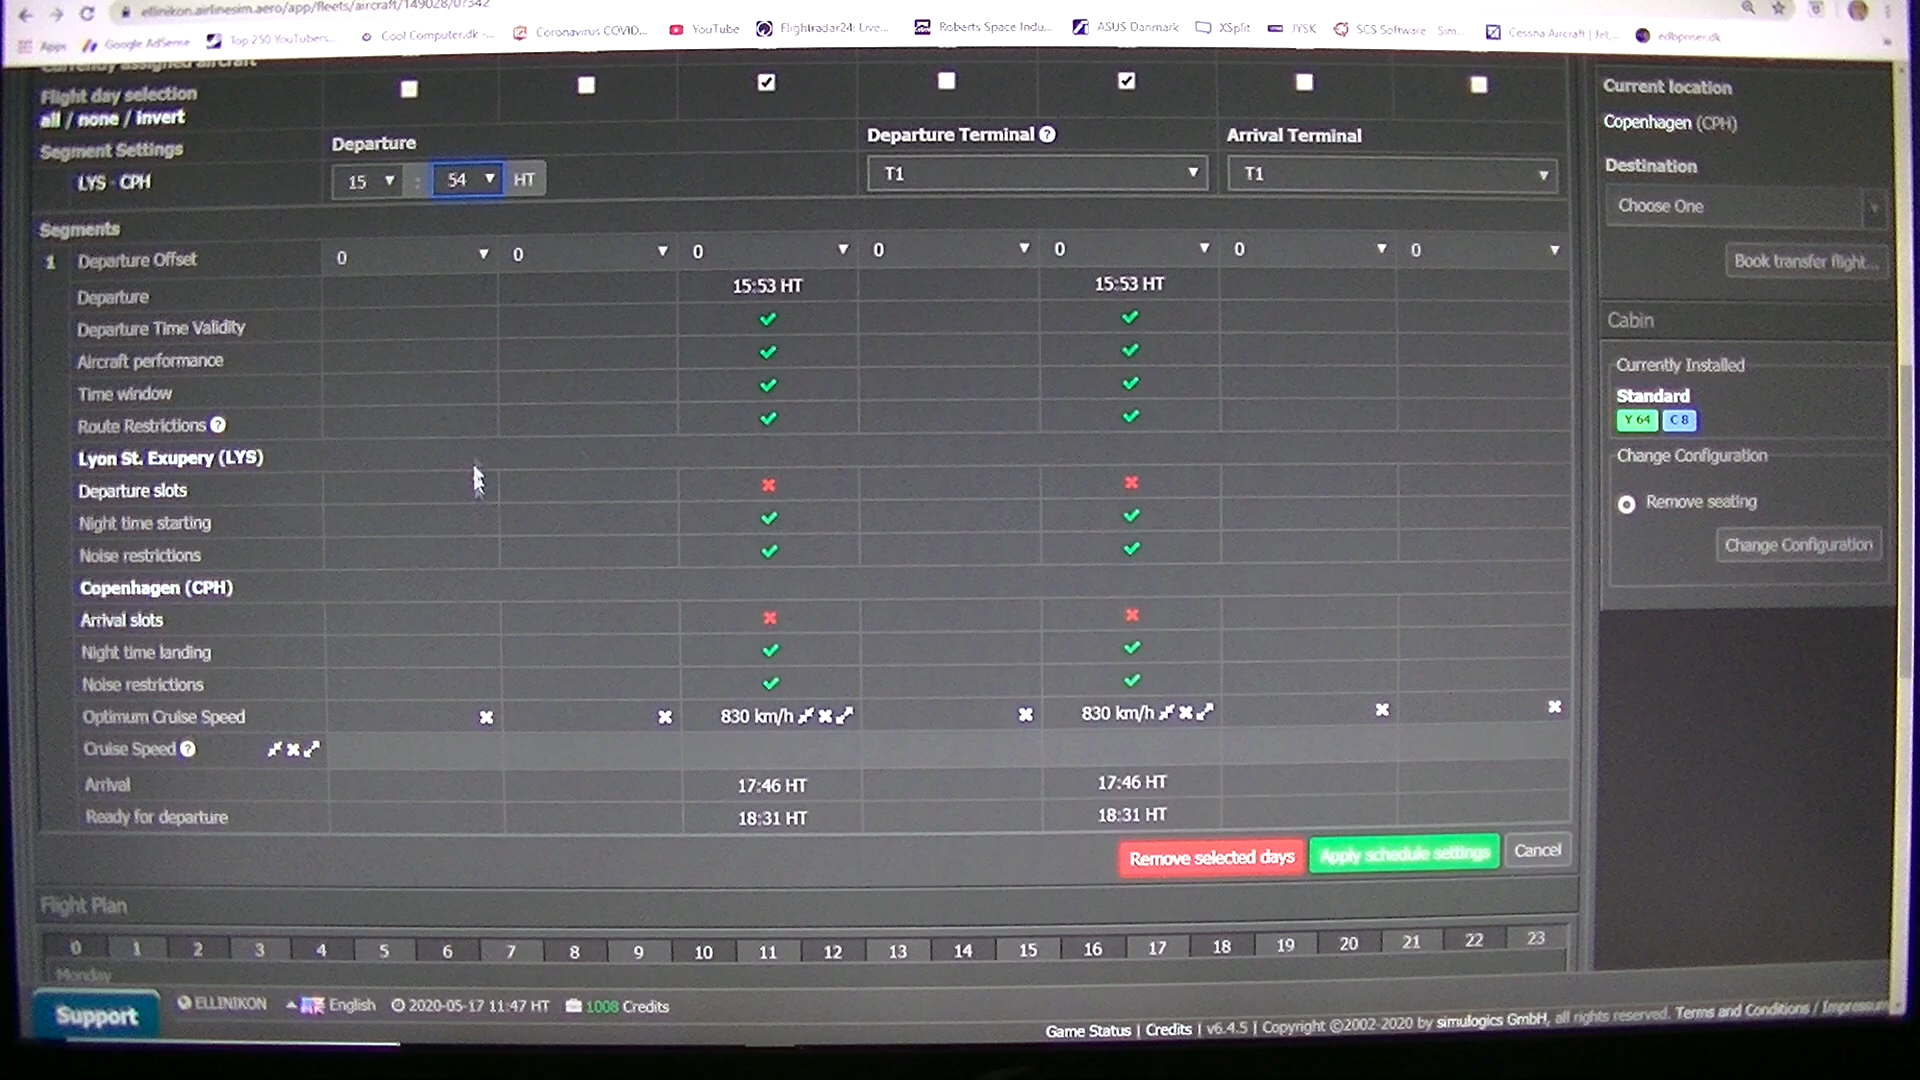 ellinikon.airlinesim.aero/app/fleets/aircraft/149028/0?342
Apps Google AdSense Top 250 YouTubers... Cool Computer.dk -... Coronavirus COVID... YouTube Flightradar24: Live... Roberts Space Indu... ASUS Danmark XSplit JYSK SCS Software Sim... Cessna Aircraft | Jet,... edbpriser.dk
Currently assigned aircraft
Flight day selection
all / none / invert
Segment Settings Departure Departure Terminal ? Arrival Terminal
LYS - CPH 15 : 54 HT T1 T1
Segments
1 Departure Offset 0 0 0 0 0 0 0
Departure 15:53 HT 15:53 HT
Departure Time Validity
Aircraft performance
Time window
Route Restrictions ?
Lyon St. Exupery (LYS)
Departure slots
Night time starting
Noise restrictions
Copenhagen (CPH)
Arrival slots
Night time landing
Noise restrictions
Optimum Cruise Speed 830 km/h 830 km/h
Cruise Speed ?
Arrival 17:46 HT 17:46 HT
Ready for departure 18:31 HT 18:31 HT
Remove selected days Apply schedule settings Cancel
Flight Plan
0 1 2 3 4 5 6 7 8 9 10 11 12 13 14 15 16 17 18 19 20 21 22 23
Monday
Current location
Copenhagen (CPH)
Destination
Choose One
Book transfer flight...
Cabin
Currently Installed
Standard
Y 64 C 8
Change Configuration
Remove seating
Change Configuration
Support ELLINIKON English 2020-05-17 11:47 HT 1008 Credits
Game Status | Credits | v6.4.5 | Copyright ©2002-2020 by simulogics GmbH, all rights reserved. Terms and Conditions / Impressum